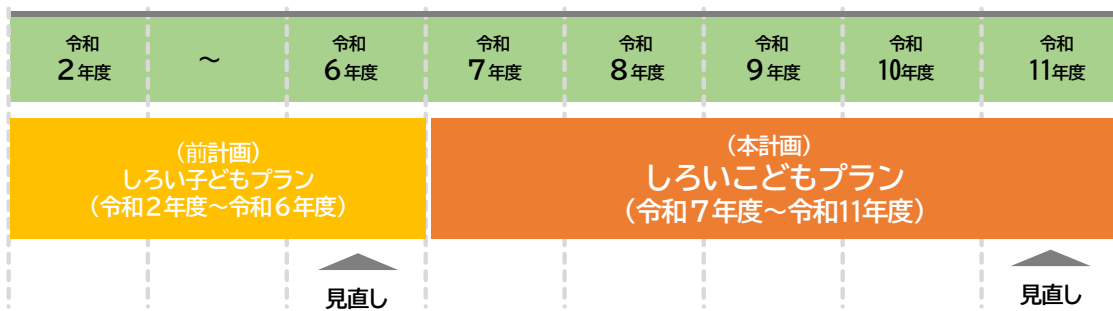 令和
2年度
～
令和
6年度
令和
7年度
令和
8年度
令和
9年度
令和
10年度
令和
11年度
（前計画）
しろい子どもプラン
（令和2年度～令和6年度）
（本計画）
しろいこどもプラン
（令和7年度～令和11年度）
見直し
見直し